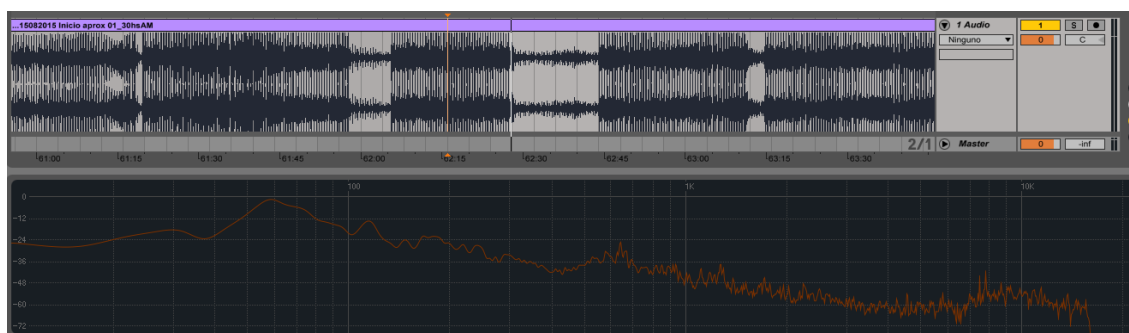 ...15082015 Inicio aprox 01_30hsAM
1 Audio
1
S
Ninguno
0
C
2/1
Master
0
-inf
61:00
61:15
61:30
61:45
62:00
62:15
62:30
62:45
63:00
63:15
63:30
100
1K
10K
0
-12
-24
-36
-48
-60
-72